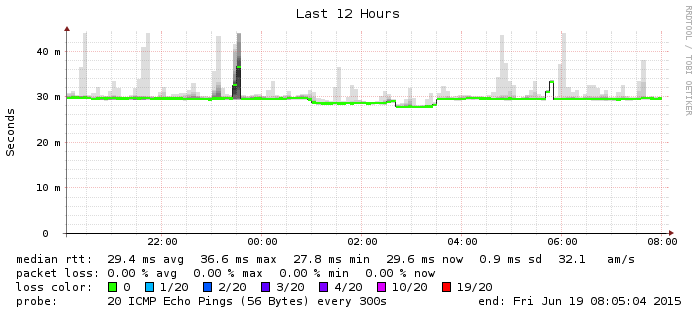 Last 12 Hours
RRDTOOL / TOBI OETIKER
Seconds
40 m
30 m
20 m
10 m
0
22:00 00:00 02:00 04:00 06:00 08:00
median rtt: 29.4 ms avg 36.6 ms max 27.8 ms min 29.6 ms now 0.9 ms sd 32.1 am/s
packet loss: 0.00 % avg 0.00 % max 0.00 % min 0.00 % now
loss color: 0 1/20 2/20 3/20 4/20 10/20 19/20
probe: 20 ICMP Echo Pings (56 Bytes) every 300s end: Fri Jun 19 08:05:04 2015